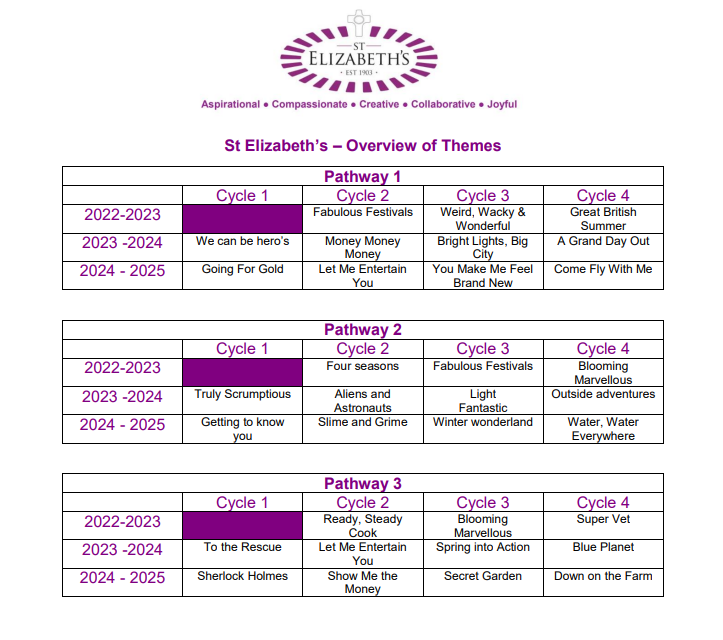 ST
ELIZABETH'S
· EST 1903 ·
Aspirational ● Compassionate ● Creative ● Collaborative ● Joyful
St Elizabeth's – Overview of Themes
Pathway 1
Cycle 1 Cycle 2 Cycle 3 Cycle 4
2022-2023 Fabulous Festivals Weird, Wacky & Great British
Wonderful Summer
2023 -2024 We can be hero's Money Money Bright Lights, Big A Grand Day Out
Money City
2024 - 2025 Going For Gold Let Me Entertain You Make Me Feel Come Fly With Me
You Brand New
Pathway 2
Cycle 1 Cycle 2 Cycle 3 Cycle 4
2022-2023 Four seasons Fabulous Festivals Blooming
Marvellous
2023 -2024 Truly Scrumptious Aliens and Light Outside adventures
Astronauts Fantastic
2024 - 2025 Getting to know Slime and Grime Winter wonderland Water, Water
you Everywhere
Pathway 3
Cycle 1 Cycle 2 Cycle 3 Cycle 4
2022-2023 Ready, Steady Blooming Super Vet
Cook Marvellous
2023 -2024 To the Rescue Let Me Entertain Spring into Action Blue Planet
You
2024 - 2025 Sherlock Holmes Show Me the Secret Garden Down on the Farm
Money